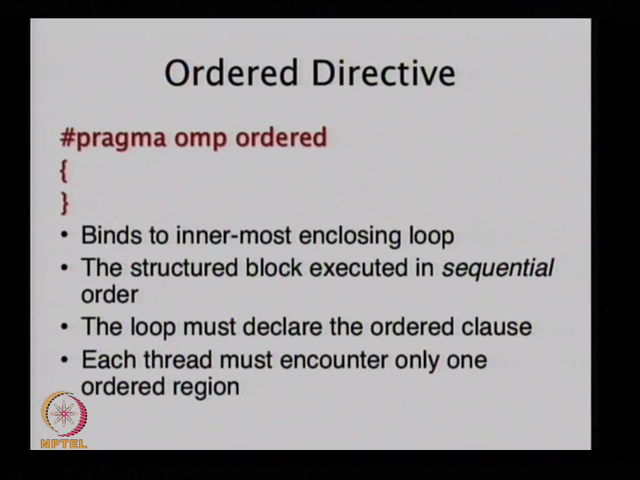 Ordered Directive
#pragma omp ordered
{
}
• Binds to inner-most enclosing loop
• The structured block executed in sequential
order
• The loop must declare the ordered clause
• Each thread must encounter only one
ordered region
NPTEL